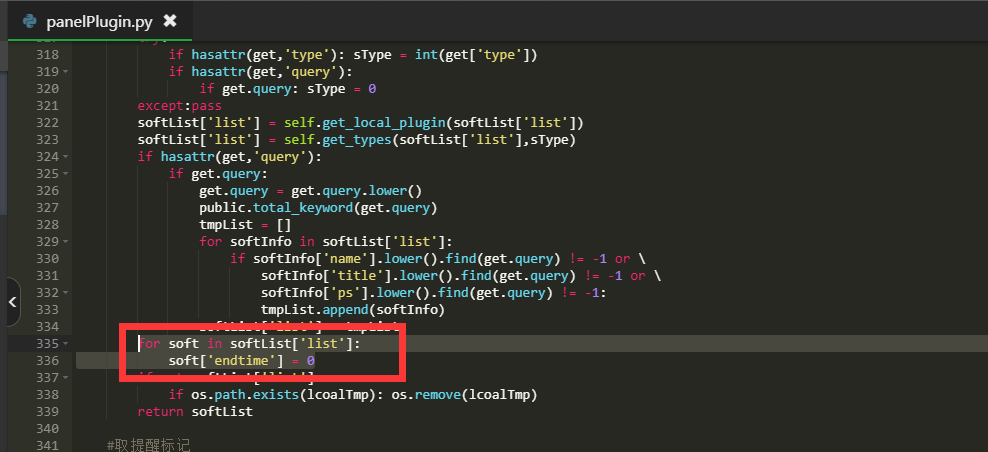 panelPlugin.py ✖
318 if hasattr(get,'type'): sType = int(get['type'])
319 if hasattr(get,'query'):
320 if get.query: sType = 0
321 except:pass
322 softList['list'] = self.get_local_plugin(softList['list'])
323 softList['list'] = self.get_types(softList['list'],sType)
324 if hasattr(get,'query'):
325 if get.query:
326 get.query = get.query.lower()
327 public.total_keyword(get.query)
328 tmpList = []
329 for softInfo in softList['list']:
330 if softInfo['name'].lower().find(get.query) != -1 or \
331 softInfo['title'].lower().find(get.query) != -1 or \
332 softInfo['ps'].lower().find(get.query) != -1:
333 tmpList.append(softInfo)
334
335 for soft in softList['list']:
336 soft['endtime'] = 0
337
338 if os.path.exists(lcoalTmp): os.remove(lcoalTmp)
339 return softList
340
341 #取提醒标记